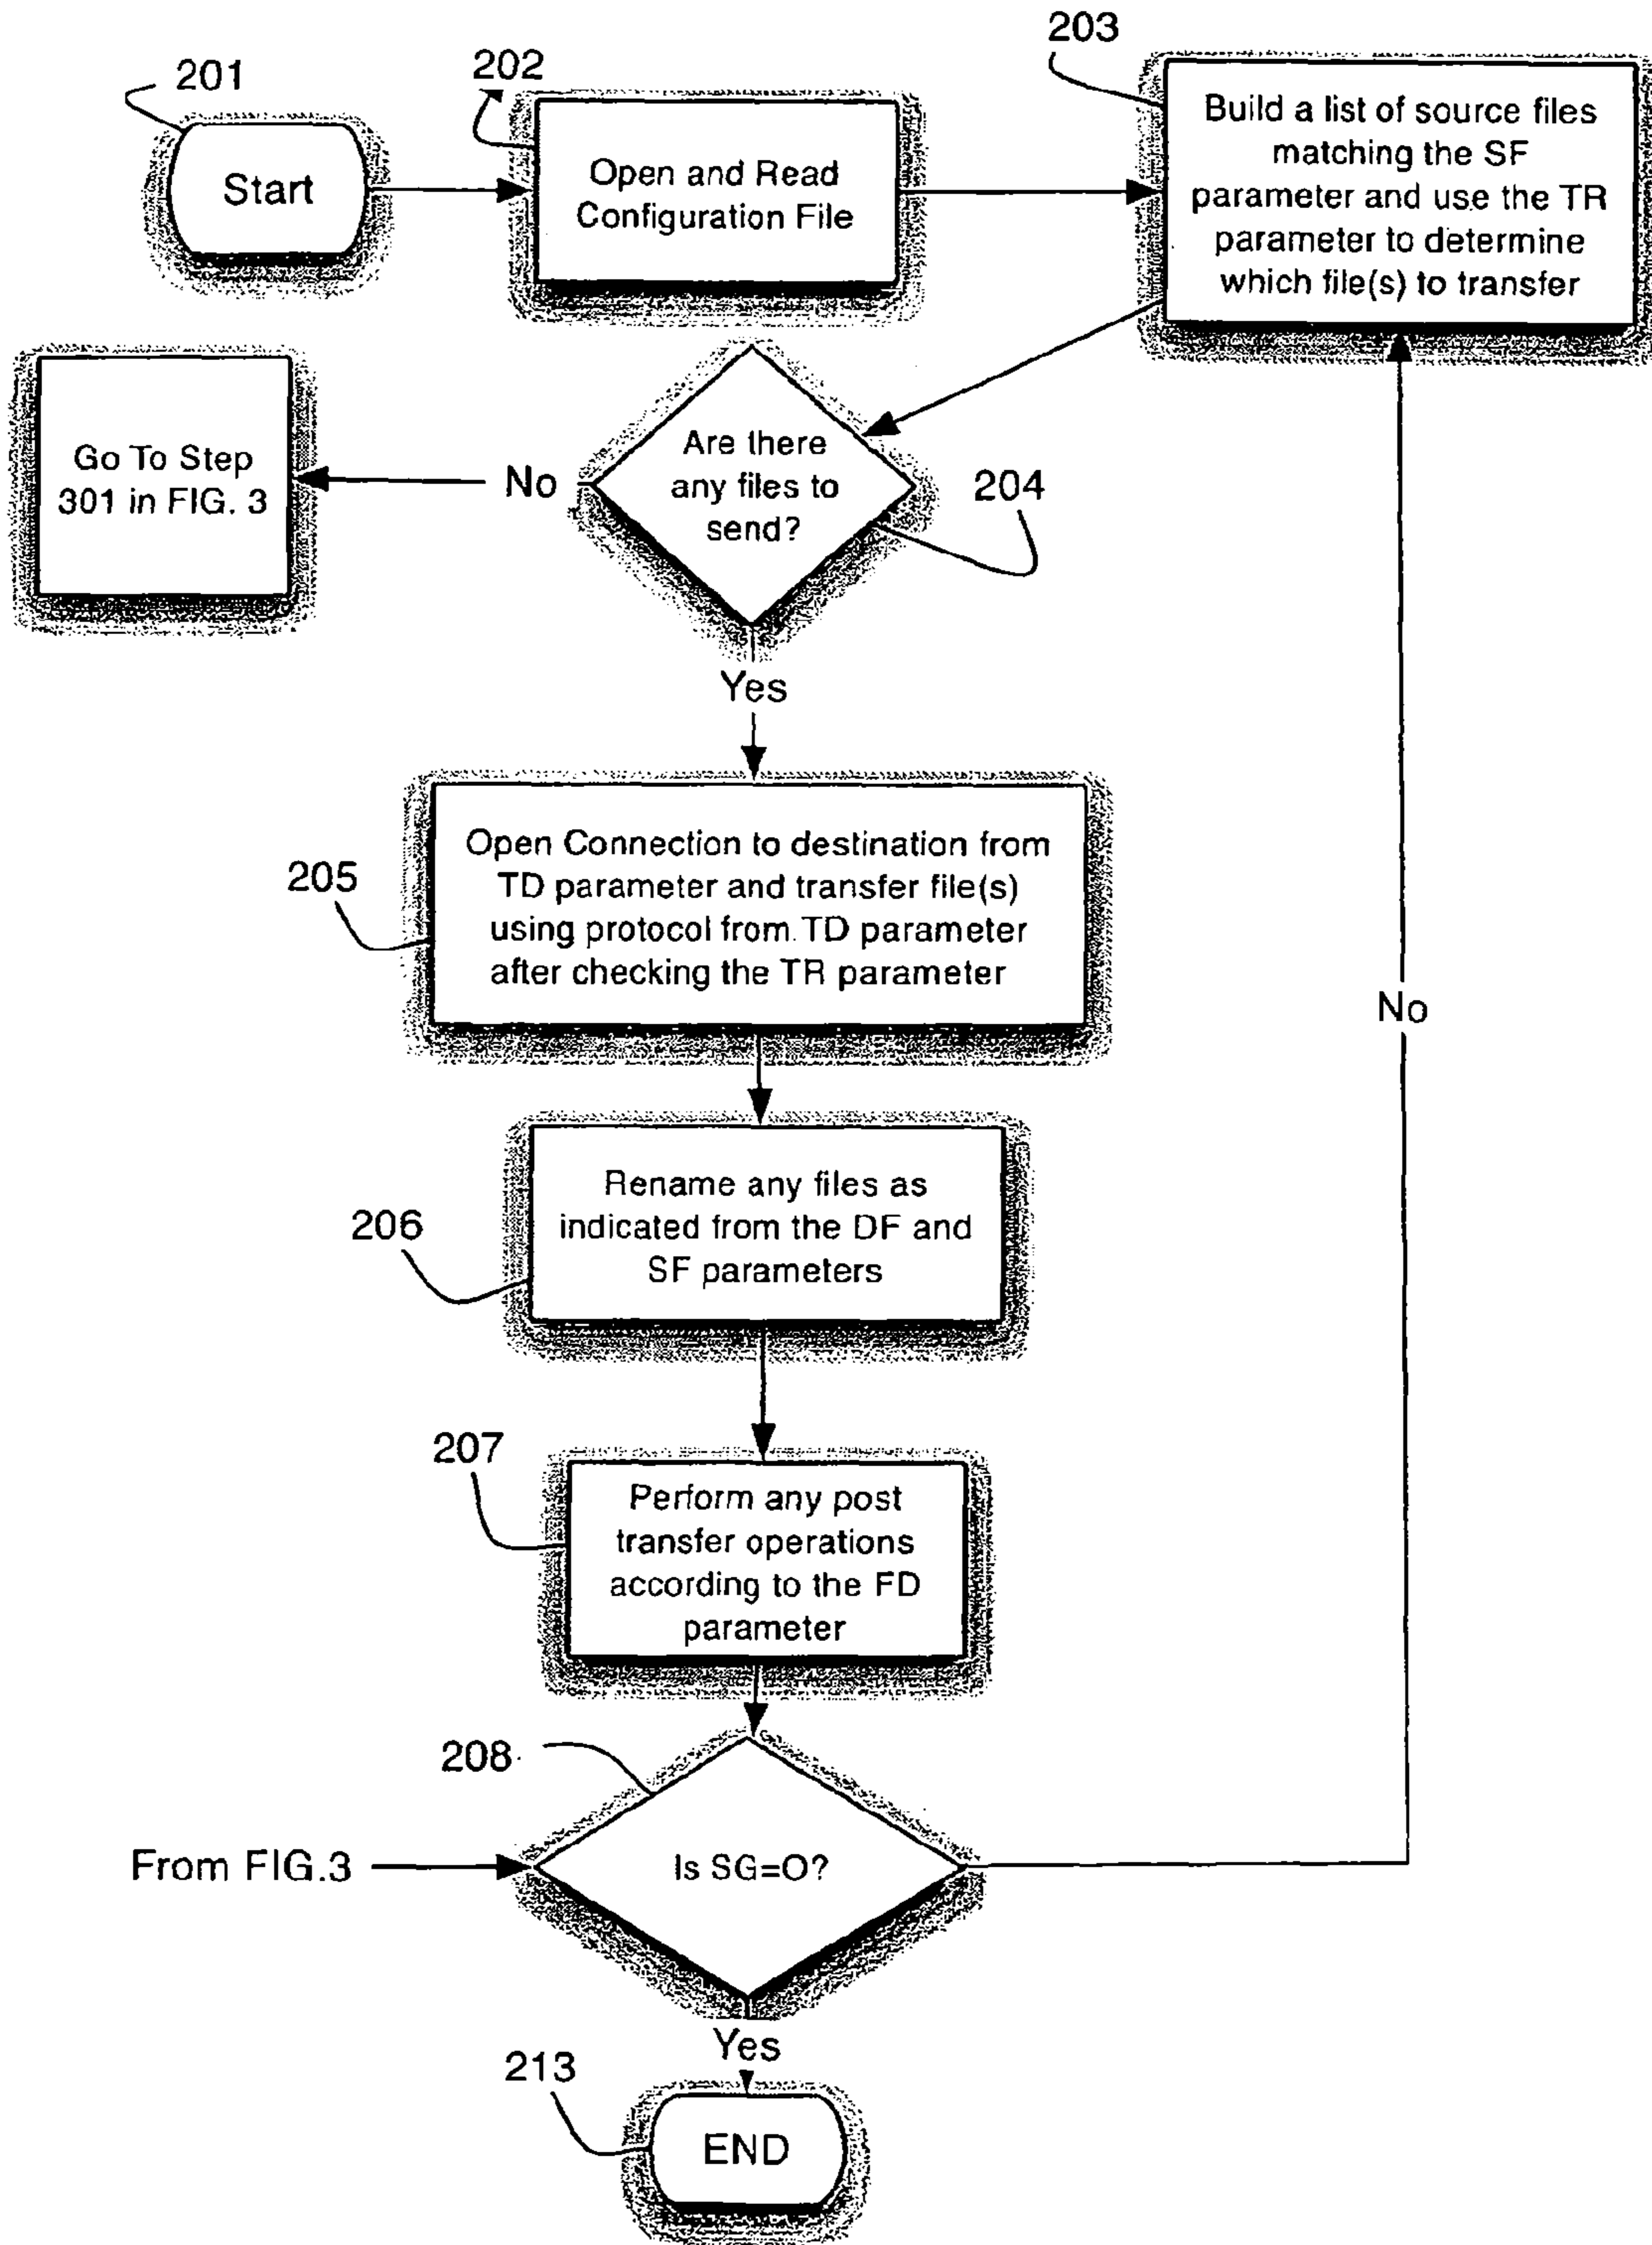 201
Start
202
Open and Read
Configuration File
203
Build a list of source files
matching the SF
parameter and use the TR
parameter to determine
which file(s) to transfer
Go To Step
301 in FIG. 3
No
Are there
any files to
send?
204
Yes
205
Open Connection to destination from
TD parameter and transfer file(s)
using protocol from TD parameter
after checking the TR parameter
No
206
Rename any files as
indicated from the DF and
SF parameters
207
Perform any post
transfer operations
according to the FD
parameter
208
From FIG.3
Is SG=O?
Yes
213
END